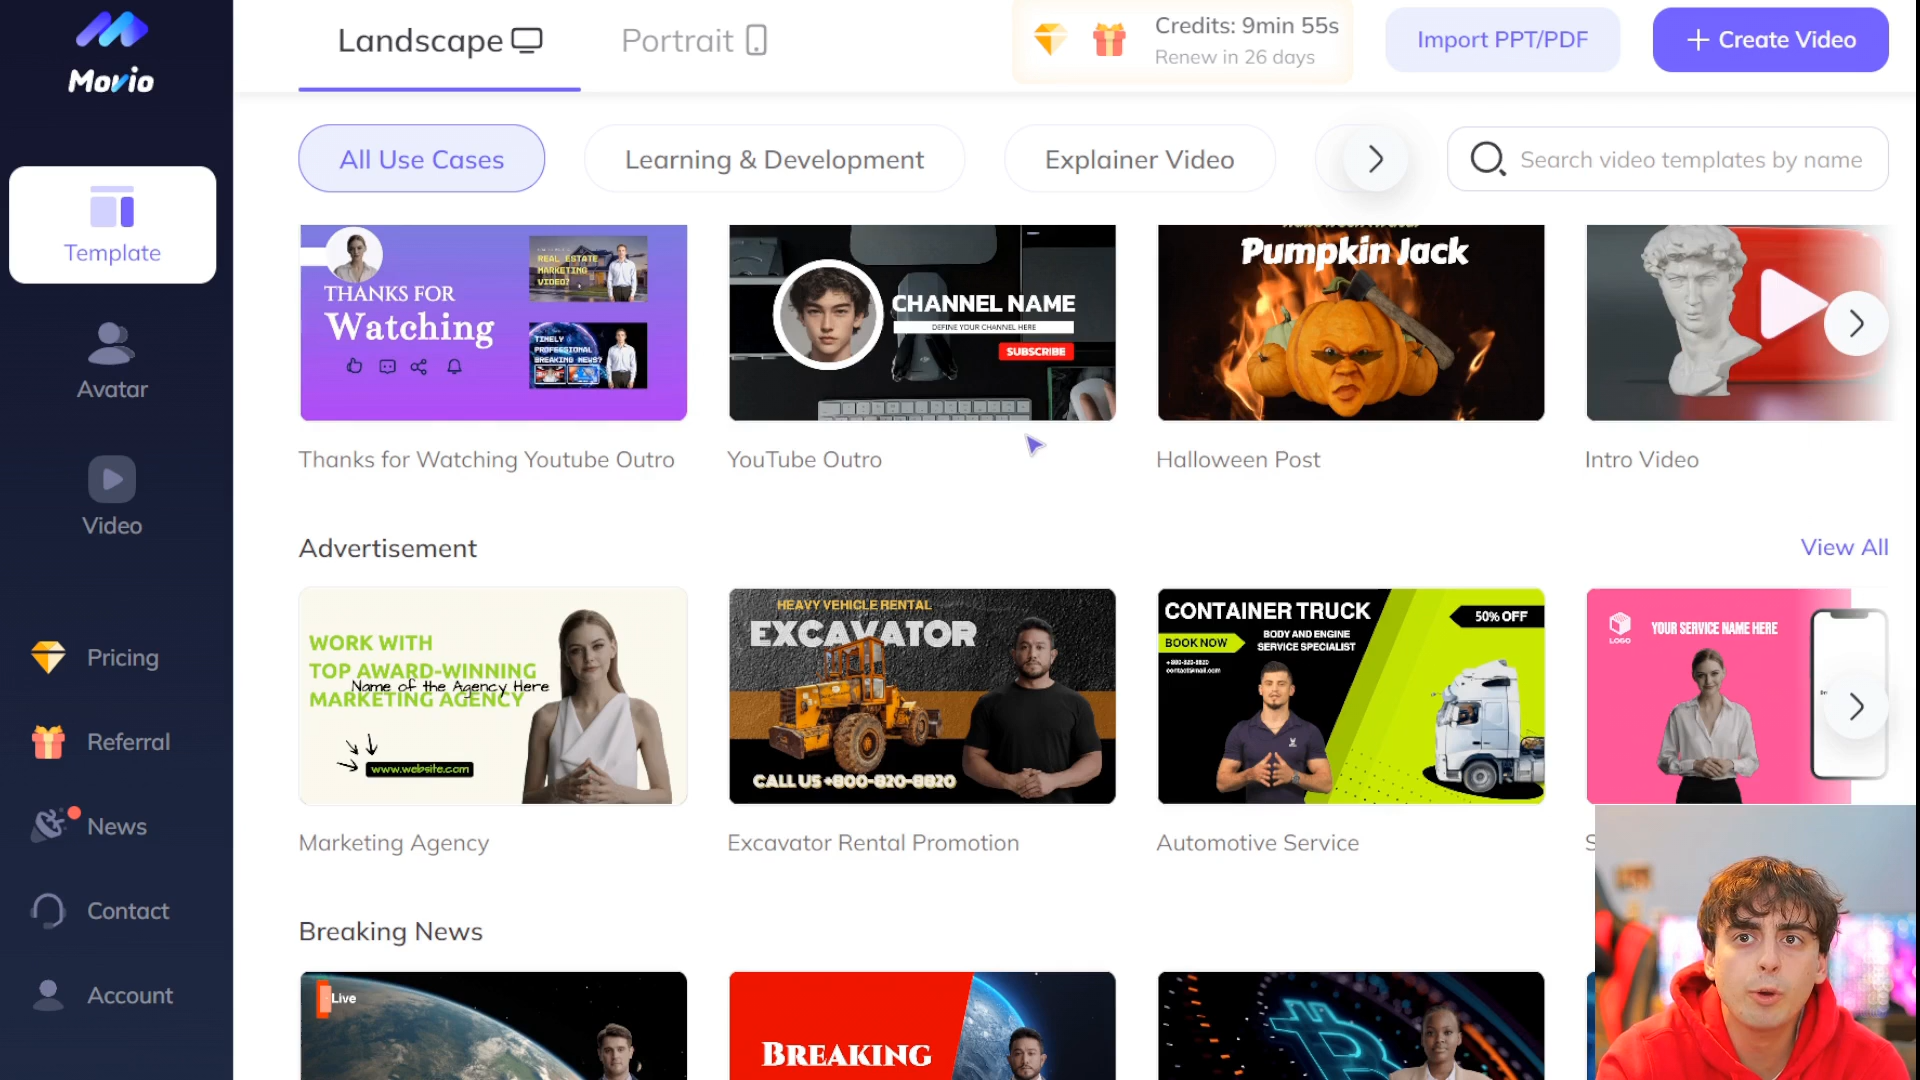 Movio
Landscape
Portrait
Credits: 9min 55s
Renew in 26 days
Import PPT/PDF
+ Create Video
Template
Avatar
Video
Pricing
Referral
News
Contact
Account
All Use Cases
Learning & Development
Explainer Video
Search video templates by name
THANKS FOR
Watching
REAL ESTATE
MARKETING
VIDEO?
TIMELY
PROFESSIONAL
BREAKING NEWS?
CHANNEL NAME
DEFINE YOUR CHANNEL HERE
SUBSCRIBE
Pumpkin Jack
Thanks for Watching Youtube Outro
YouTube Outro
Halloween Post
Intro Video
Advertisement
View All
WORK WITH
TOP AWARD-WINNING
Name of the Agency Here
MARKETING AGENCY
www.website.com
HEAVY VEHICLE RENTAL
EXCAVATOR
CALL US +800-820-8820
CONTAINER TRUCK
50% OFF
BOOK NOW
BODY AND ENGINE
SERVICE SPECIALIST
+880-820-8820
contact@mail.com
LOGO
YOUR SERVICE NAME HERE
Marketing Agency
Excavator Rental Promotion
Automotive Service
S
Breaking News
Live
BREAKING